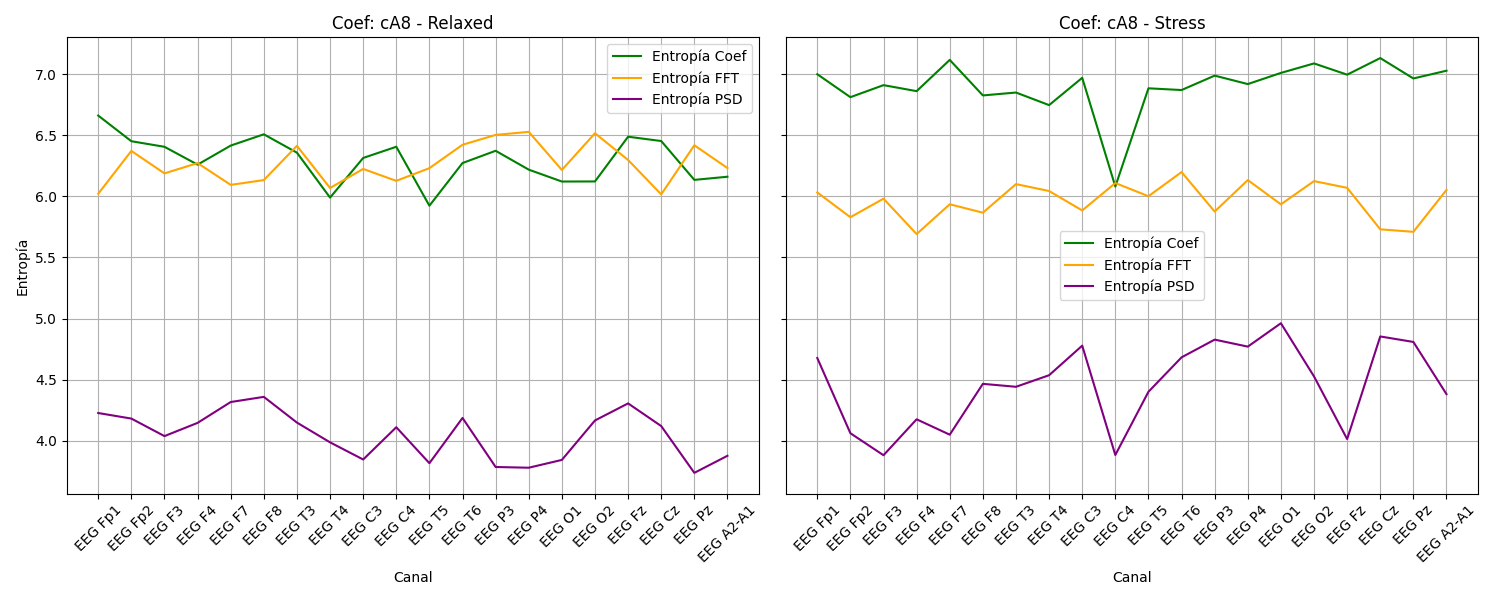 Coef: cA8 - Relaxed
Entropía Coef
Entropía FFT
Entropía PSD
7.0
6.5
6.0
5.5
5.0
4.5
4.0
Entropía
EEG Fp1
EEG Fp2
EEG F3
EEG F4
EEG F7
EEG F8
EEG T3
EEG T4
EEG C3
EEG C4
EEG T5
EEG T6
EEG P3
EEG P4
EEG O1
EEG O2
EEG Fz
EEG Cz
EEG Pz
EEG A2-A1
Canal
Coef: cA8 - Stress
Entropía Coef
Entropía FFT
Entropía PSD
EEG Fp1
EEG Fp2
EEG F3
EEG F4
EEG F7
EEG F8
EEG T3
EEG T4
EEG C3
EEG C4
EEG T5
EEG T6
EEG P3
EEG P4
EEG O1
EEG O2
EEG Fz
EEG Cz
EEG Pz
EEG A2-A1
Canal